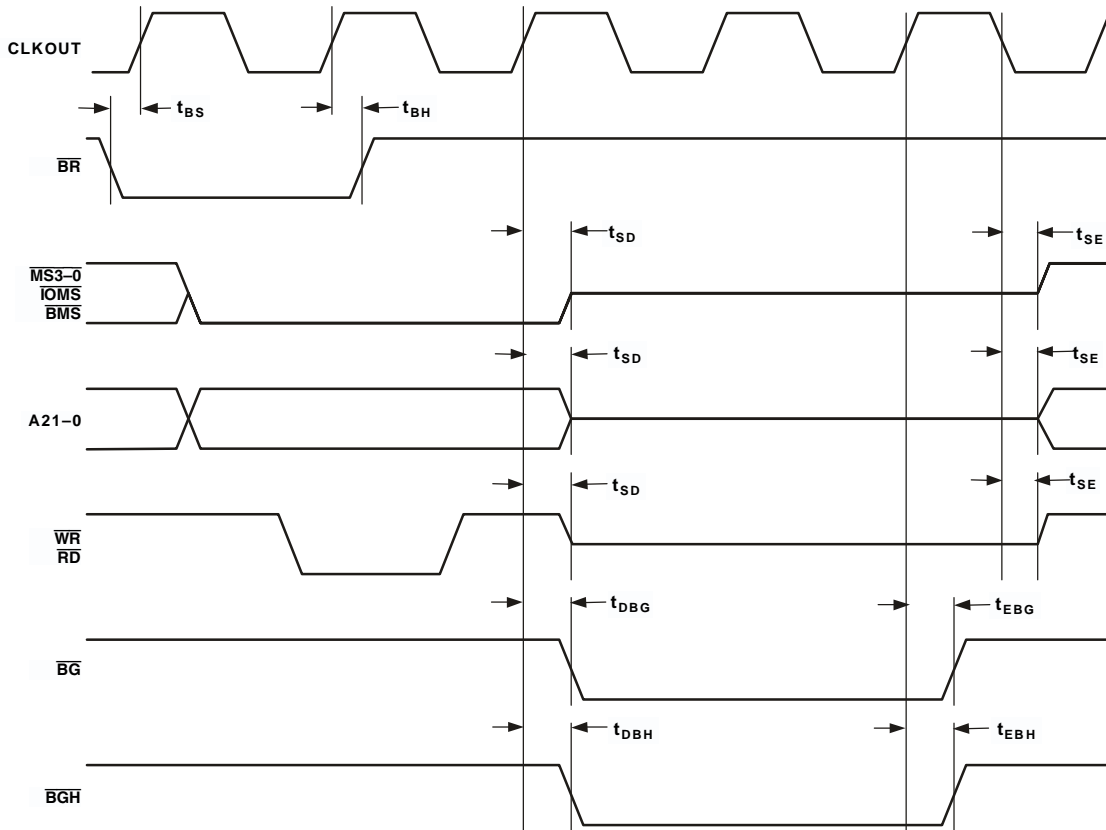 CLKOUT
tBS
tBH
BR
tSD
tSE
MS3–0
IOMS
BMS
tSD
tSE
A21–0
tSD
tSE
WR
RD
tDBG
tEBG
BG
tDBH
tEBH
BGH